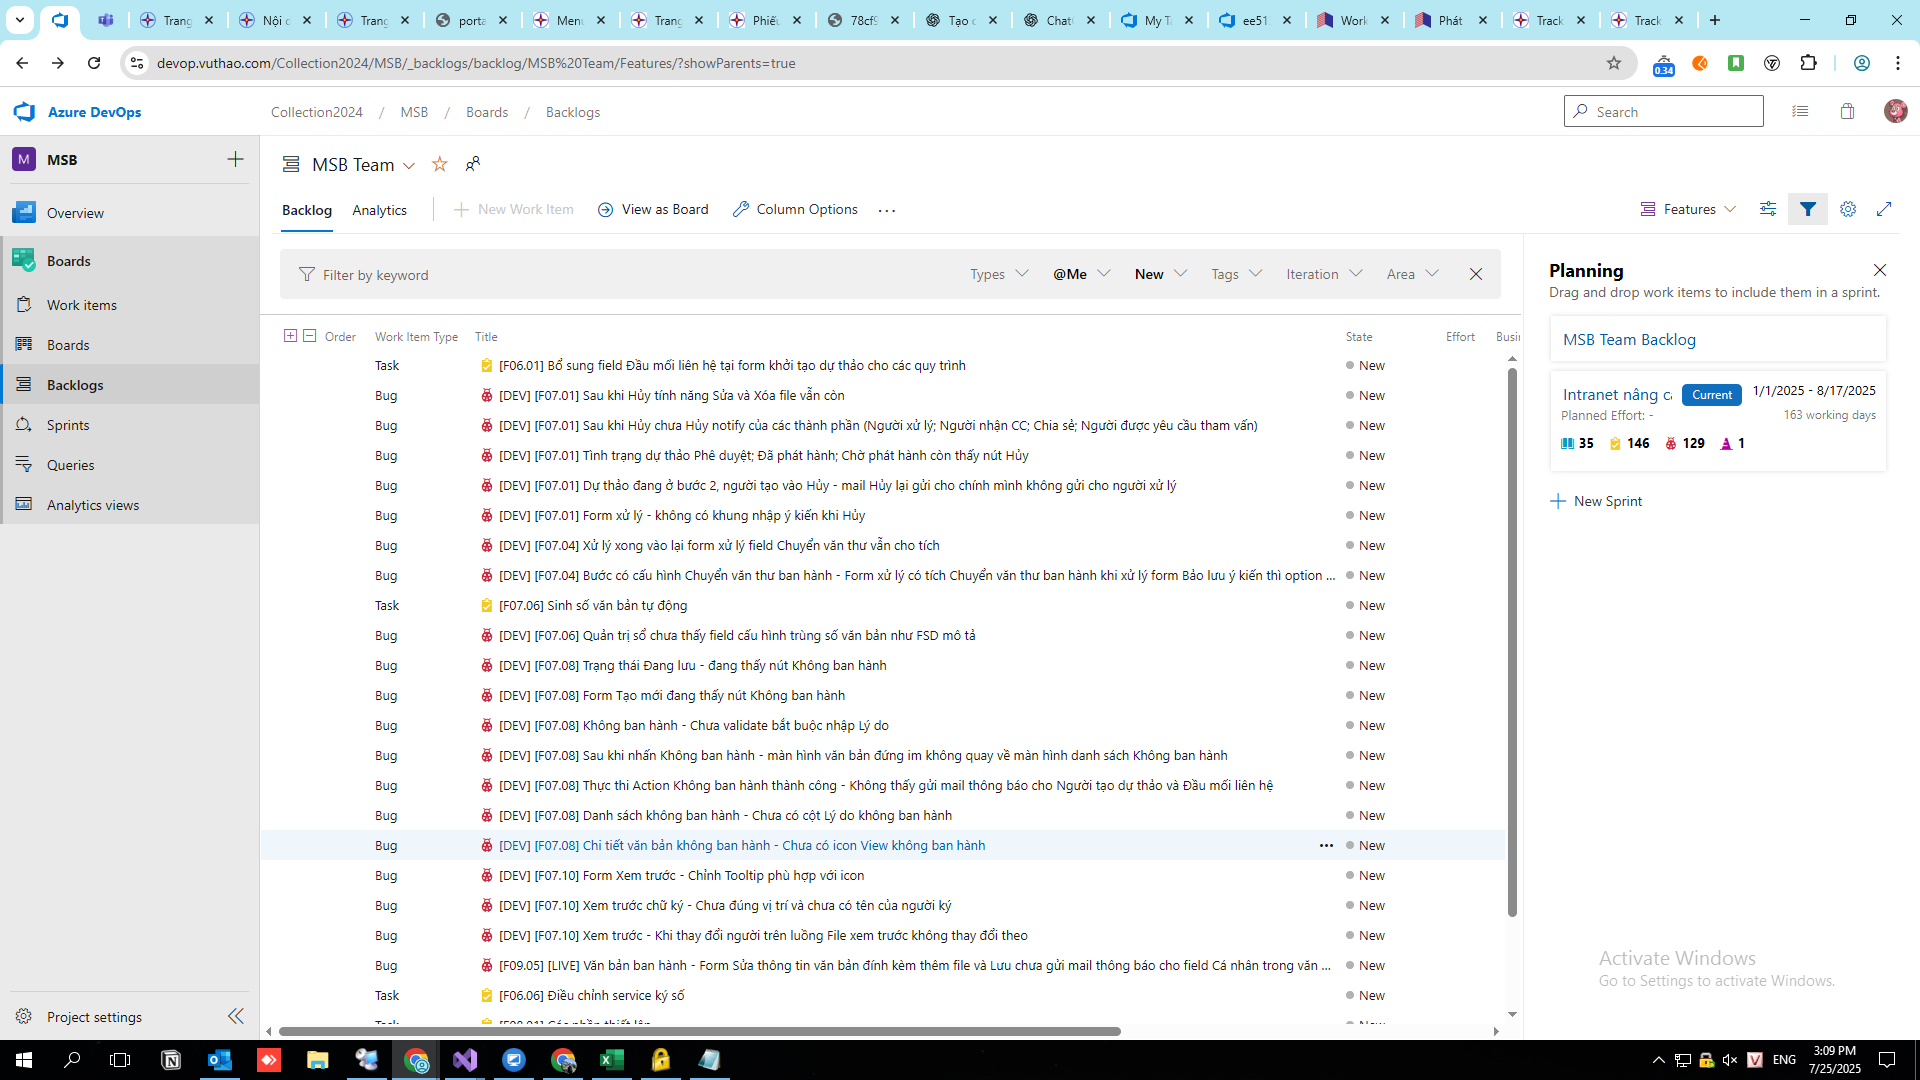 Trang
Nội d
Trang
porta
Menu
Trang
Phiếu
78cf9
Tạo c
Chat
My Ta
ee51
Work
Phát
Track
Track
devop.vuthao.com/Collection2024/MSB/_backlogs/backlog/MSB%20Team/Features/?showParents=true
0.34
Azure DevOps
Collection2024 / MSB / Boards / Backlogs
Search
M MSB
MSB Team
Overview
Backlog Analytics New Work Item View as Board Column Options
Features
Boards
Work items
Boards
Backlogs
Sprints
Queries
Analytics views
Project settings
Filter by keyword Types @Me New Tags Iteration Area
Order Work Item Type Title State Effort Busin
Task [F06.01] Bổ sung field Đầu mối liên hệ tại form khởi tạo dự thảo cho các quy trình New
Bug [DEV] [F07.01] Sau khi Hủy tính năng Sửa và Xóa file vẫn còn New
Bug [DEV] [F07.01] Sau khi Hủy chưa Hủy notify của các thành phần (Người xử lý; Người nhận CC; Chia sẻ; Người được yêu cầu tham vấn) New
Bug [DEV] [F07.01] Tình trạng dự thảo Phê duyệt; Đã phát hành; Chờ phát hành còn thấy nút Hủy New
Bug [DEV] [F07.01] Dự thảo đang ở bước 2, người tạo vào Hủy - mail Hủy lại gửi cho chính mình không gửi cho người xử lý New
Bug [DEV] [F07.01] Form xử lý - không có khung nhập ý kiến khi Hủy New
Bug [DEV] [F07.04] Xử lý xong vào lại form xử lý field Chuyển văn thư vẫn cho tích New
Bug [DEV] [F07.04] Bước có cấu hình Chuyển văn thư ban hành - Form xử lý có tích Chuyển văn thư ban hành khi xử lý form Bảo lưu ý kiến thì option ... New
Task [F07.06] Sinh số văn bản tự động New
Bug [DEV] [F07.06] Quản trị sổ chưa thấy field cấu hình trùng số văn bản như FSD mô tả New
Bug [DEV] [F07.08] Trạng thái Đang lưu - đang thấy nút Không ban hành New
Bug [DEV] [F07.08] Form Tạo mới đang thấy nút Không ban hành New
Bug [DEV] [F07.08] Không ban hành - Chưa validate bắt buộc nhập Lý do New
Bug [DEV] [F07.08] Sau khi nhấn Không ban hành - màn hình văn bản đứng im không quay về màn hình danh sách Không ban hành New
Bug [DEV] [F07.08] Thực thi Action Không ban hành thành công - Không thấy gửi mail thông báo cho Người tạo dự thảo và Đầu mối liên hệ New
Bug [DEV] [F07.08] Danh sách không ban hành - Chưa có cột Lý do không ban hành New
Bug [DEV] [F07.08] Chi tiết văn bản không ban hành - Chưa có icon View không ban hành New
Bug [DEV] [F07.10] Form Xem trước - Chỉnh Tooltip phù hợp với icon New
Bug [DEV] [F07.10] Xem trước chữ ký - Chưa đúng vị trí và chưa có tên của người ký New
Bug [DEV] [F07.10] Xem trước - Khi thay đổi người trên luồng File xem trước không thay đổi theo New
Bug [F09.05] [LIVE] Văn bản ban hành - Form Sửa thông tin văn bản đính kèm thêm file và Lưu chưa gửi mail thông báo cho field Cá nhân trong văn ... New
Task [F06.06] Điều chỉnh service ký số New
Planning
Drag and drop work items to include them in a sprint.
MSB Team Backlog
Intranet nâng cấ Current 1/1/2025 - 8/17/2025
Planned Effort: - 163 working days
35 146 129 1
New Sprint
Activate Windows
Go to Settings to activate Windows.
V ENG
3:09 PM
7/25/2025